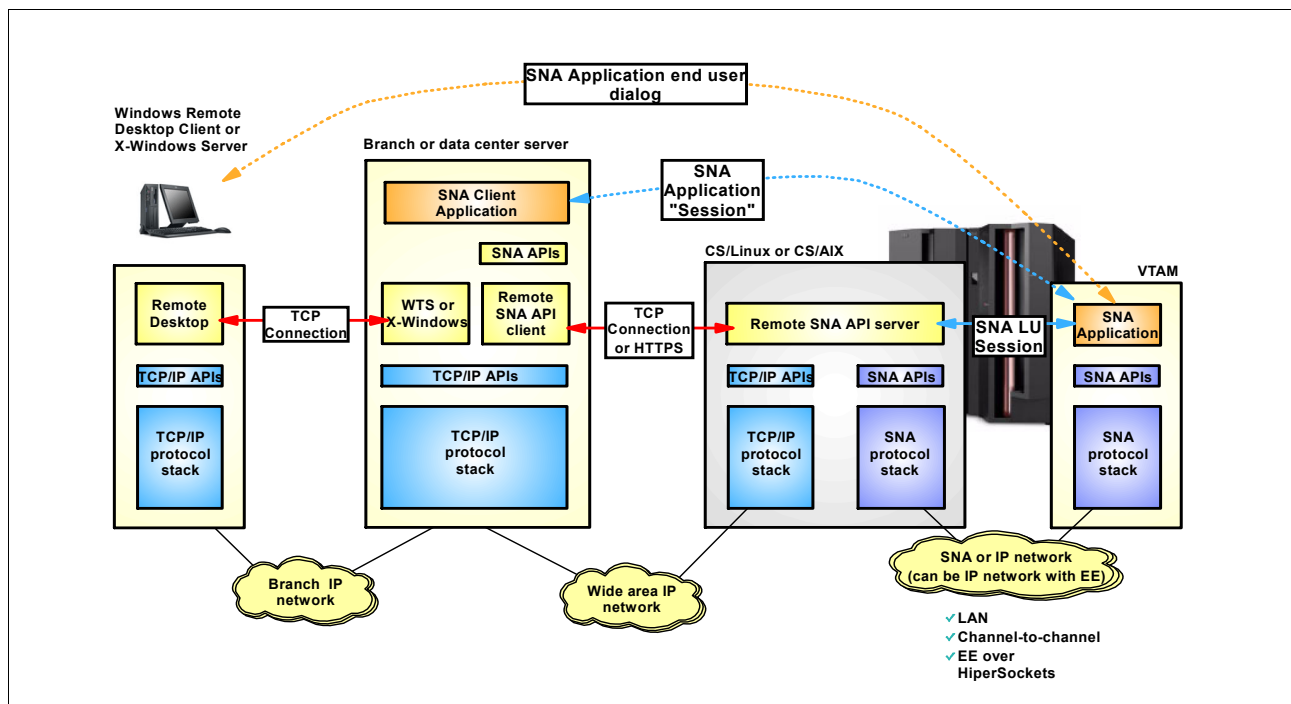 SNA Application end user
dialog
Windows Remote
Desktop Client or
X-Windows Server
Branch or data center server
SNA Client
Application
SNA
Application
"Session"
SNA APIs
CS/Linux or CS/AIX
VTAM
Remote
Desktop
TCP
Connection
WTS or
X-Windows
Remote
SNA API
client
TCP
Connection
or HTTPS
Remote SNA API server
SNA LU
Session
SNA
Application
TCP/IP APIs
TCP/IP APIs
TCP/IP APIs
SNA APIs
SNA APIs
TCP/IP
protocol
stack
TCP/IP
protocol
stack
TCP/IP
protocol
stack
SNA
protocol
stack
SNA
protocol
stack
Branch IP
network
Wide area IP
network
SNA or IP network
(can be IP network with EE)
✓ LAN
✓ Channel-to-channel
✓ EE over
HiperSockets